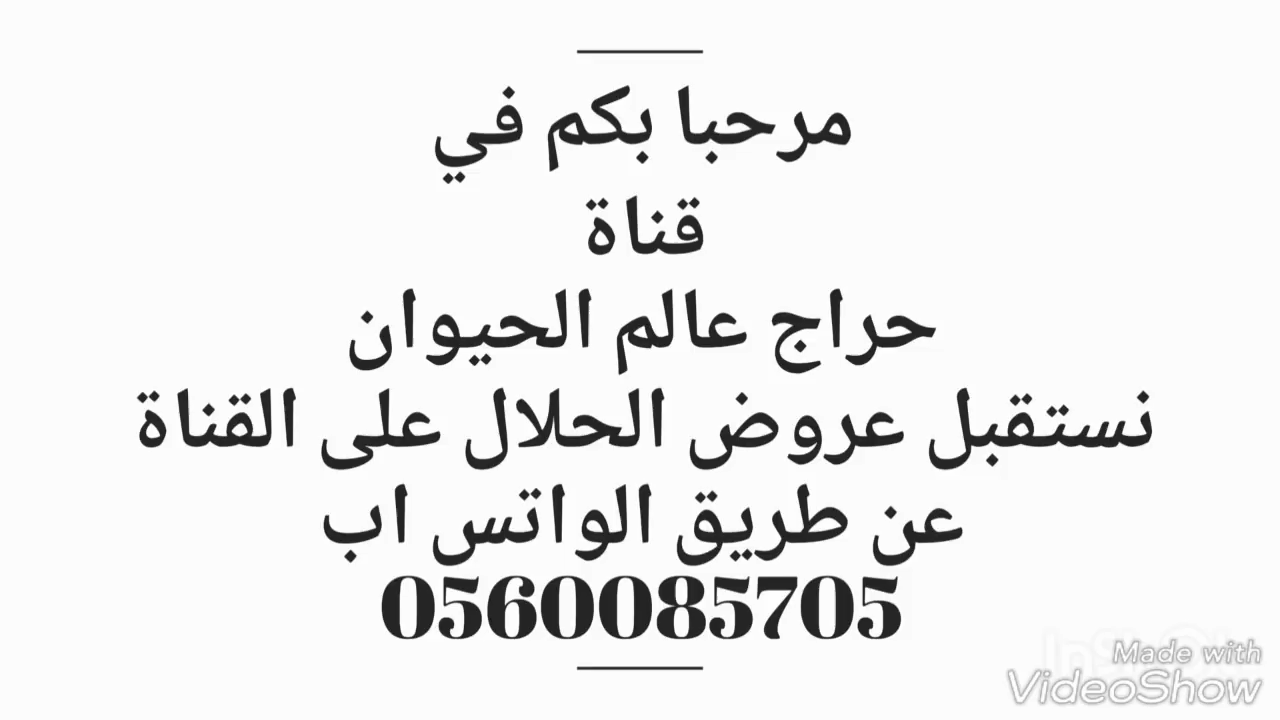 مرحبا بكم في
قناة
حراج عالم الحيوان
نستقبل عروض الحلال على القناة
عن طريق الواتس اب
0560085705
Made with
VideoShow